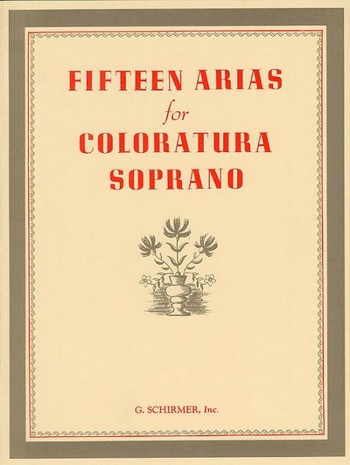 FIFTEEN ARIAS
for
COLORATURA
SOPRANO
G. SCHIRMER, Inc.